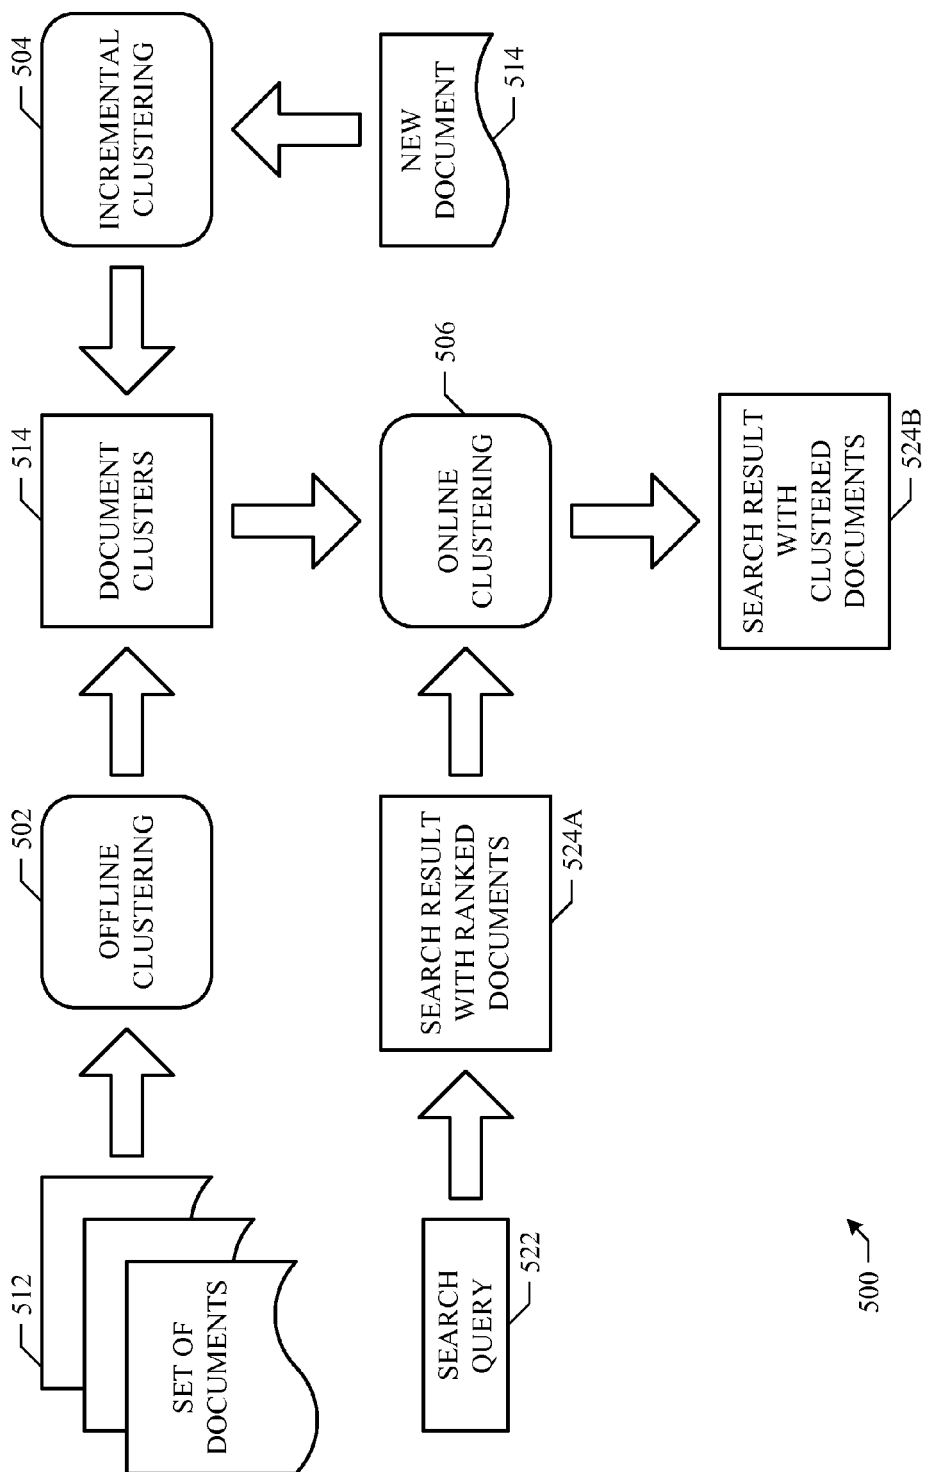 512
SET OF
DOCUMENTS
502
OFFLINE
CLUSTERING
514
DOCUMENT
CLUSTERS
504
INCREMENTAL
CLUSTERING
SEARCH
QUERY
522
SEARCH RESULT
WITH RANKED
DOCUMENTS
524A
506
ONLINE
CLUSTERING
NEW
DOCUMENT
514
SEARCH RESULT
WITH
CLUSTERED
DOCUMENTS
524B
500